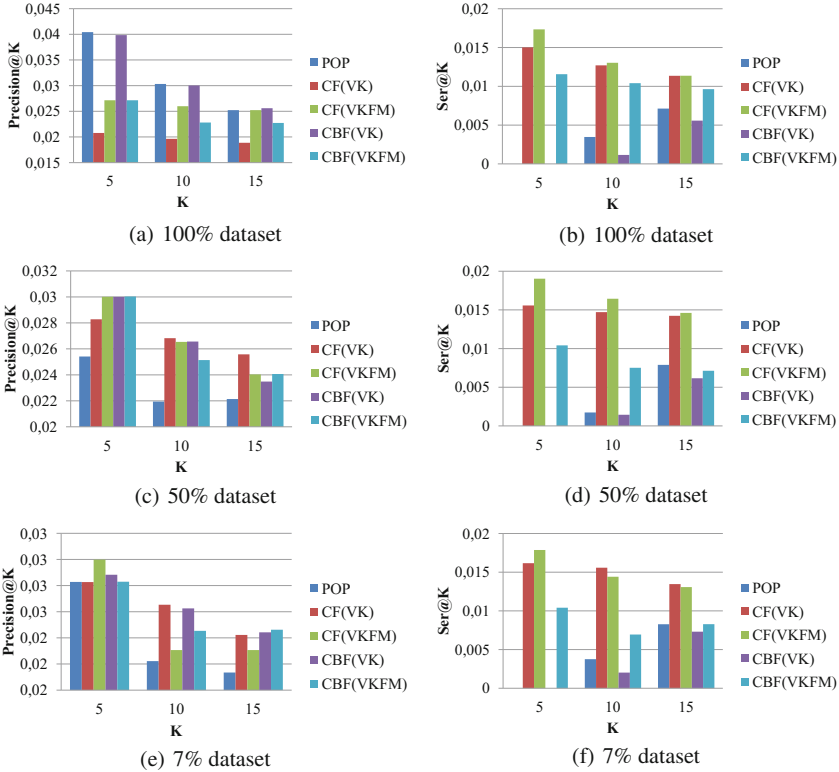 0,045
0,04
0,035
0,03
0,025
0,02
0,015
Precision@K
5
10
15
K
POP
CF(VK)
CF(VKFM)
CBF(VK)
CBF(VKFM)
(a) 100% dataset
0,02
0,015
0,01
0,005
0
Ser@K
5
10
15
K
POP
CF(VK)
CF(VKFM)
CBF(VK)
CBF(VKFM)
(b) 100% dataset
0,032
0,03
0,028
0,026
0,024
0,022
0,02
Precision@K
5
10
15
K
POP
CF(VK)
CF(VKFM)
CBF(VK)
CBF(VKFM)
(c) 50% dataset
0,02
0,015
0,01
0,005
0
Ser@K
5
10
15
K
POP
CF(VK)
CF(VKFM)
CBF(VK)
CBF(VKFM)
(d) 50% dataset
0,03
0,03
0,03
0,03
0,02
0,02
0,02
Precision@K
5
10
15
K
POP
CF(VK)
CF(VKFM)
CBF(VK)
CBF(VKFM)
(e) 7% dataset
0,02
0,015
0,01
0,005
0
Ser@K
5
10
15
K
POP
CF(VK)
CF(VKFM)
CBF(VK)
CBF(VKFM)
(f) 7% dataset